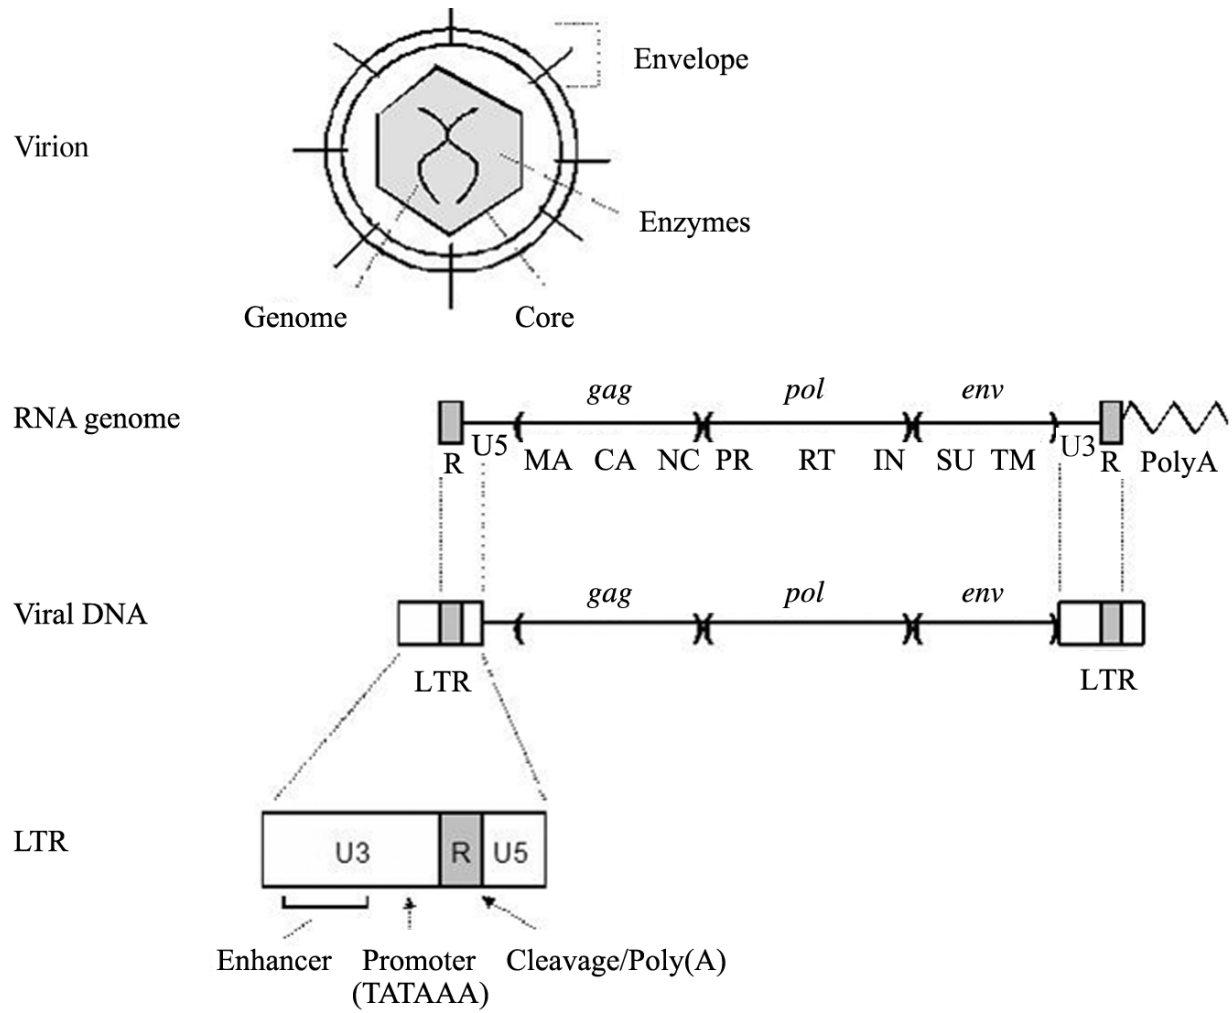 Envelope
Virion
Enzymes
Genome Core
gag pol env
RNA genome
R U5 MA CA NC PR RT IN SU TM U3 R PolyA
gag pol env
Viral DNA
LTR LTR
LTR
U3 R U5
Enhancer Promoter Cleavage/Poly(A)
(TATAAA)